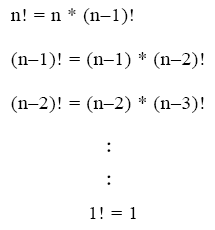 n! = n * (n–1)!
(n–1)! = (n–1) * (n–2)!
(n–2)! = (n–2) * (n–3)!
:
:
1! = 1